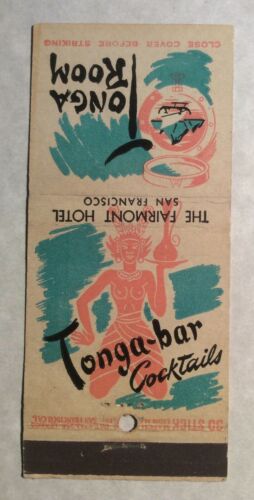 CLOSE COVER BEFORE STRIKING
TONGA
ROOM
THE FAIRMONT HOTEL
SAN FRANCISCO
Tonga-bar
Cocktails